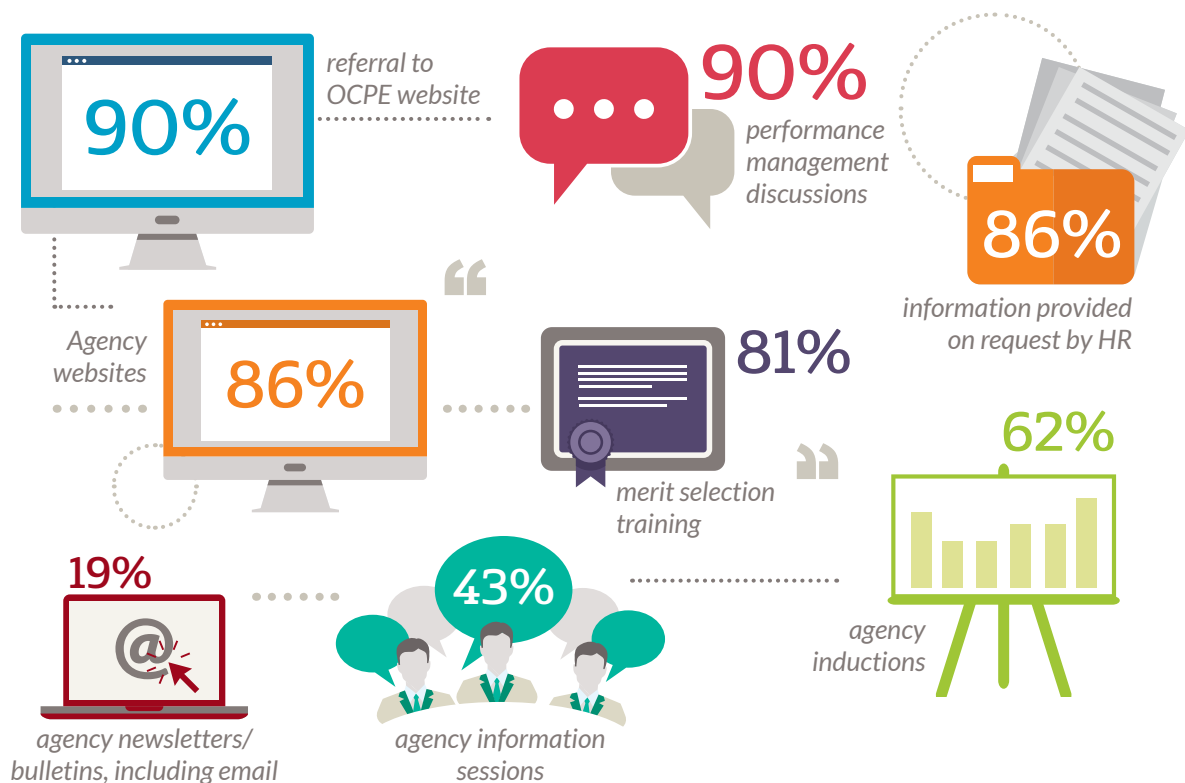 90%
referral to
OCPE website
90%
performance
management
discussions
86%
information provided
on request by HR
Agency
websites
86%
“
81%
merit selection
training
”
62%
agency
inductions
19%
@
agency newsletters/
bulletins, including email
43%
agency information
sessions